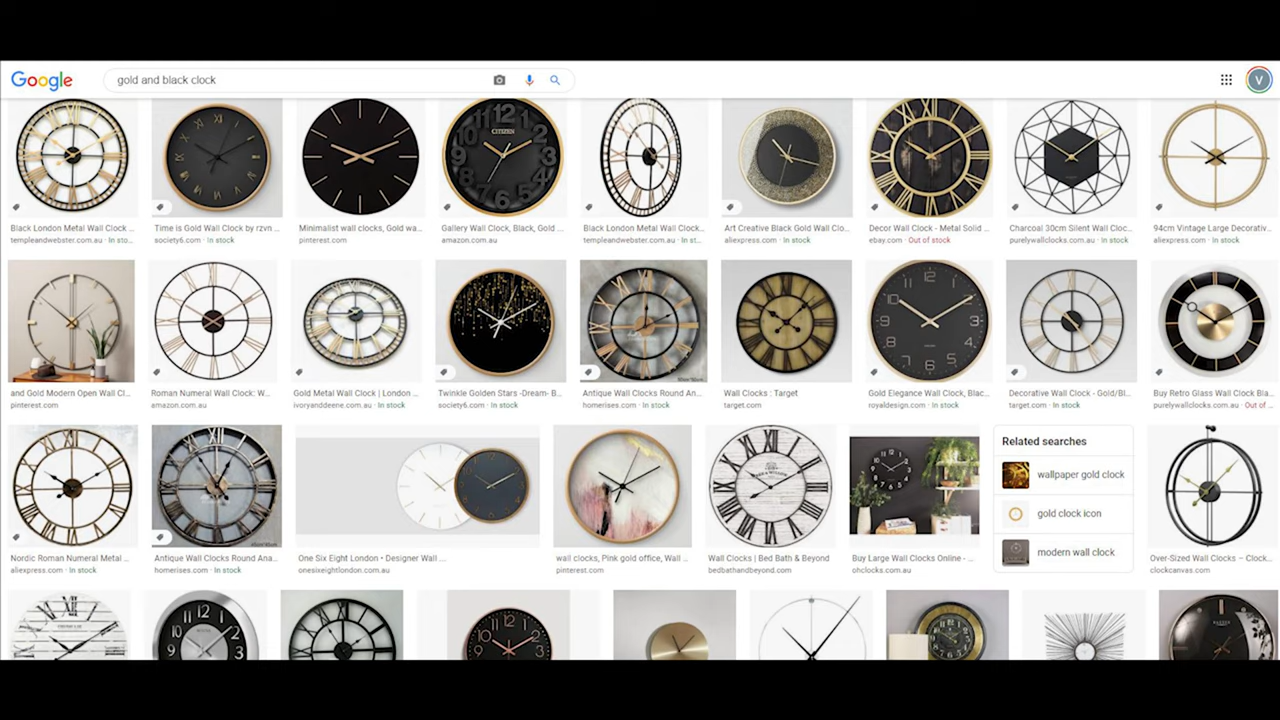 Google
gold and black clock
V
Black London Metal Wall Clock ...
templeandwebster.com.au • In sto...
Time is Gold Wall Clock by rzvn ...
society6.com • In stock
Minimalist wall clocks, Gold wa...
pinterest.com
CITIZEN
Gallery Wall Clock, Black, Gold ...
amazon.com.au
Black London Metal Wall Clock ...
templeandwebster.com.au • In st...
Art Creative Black Gold Wall Clo...
aliexpress.com • In stock
Decor Wall Clock - Metal Solid ...
ebay.com • Out of stock
Charcoal 30cm Silent Wall Cloc...
purelywallclocks.com.au • In stock
94cm Vintage Large Decorativ...
aliexpress.com • In stock
and Gold Modern Open Wall Cl...
pinterest.com
Roman Numeral Wall Clock: W...
amazon.com.au
Gold Metal Wall Clock | London ...
ivoryanddeene.com.au • In stock
Twinkle Golden Stars -Dream- B...
society6.com • In stock
Antique Wall Clocks Round An...
homerises.com • In stock
Wall Clocks : Target
target.com
Gold Elegance Wall Clock, Blac...
royaldesign.com • In stock
Decorative Wall Clock - Gold/Bl...
target.com • In stock
Buy Retro Glass Wall Clock Bla...
purelywallclocks.com.au • Out of ...
Nordic Roman Numeral Metal ...
aliexpress.com • In stock
Antique Wall Clocks Round Ana...
homerises.com • In stock
One Six Eight London • Designer Wall ...
onesixeightlondon.com.au
wall clocks, Pink gold office, Wall ...
pinterest.com
Wall Clocks | Bed Bath & Beyond
bedbathandbeyond.com
Buy Large Wall Clocks Online - ...
ohclocks.com.au
Related searches
wallpaper gold clock
gold clock icon
modern wall clock
Over-Sized Wall Clocks – Clock...
clockcanvas.com